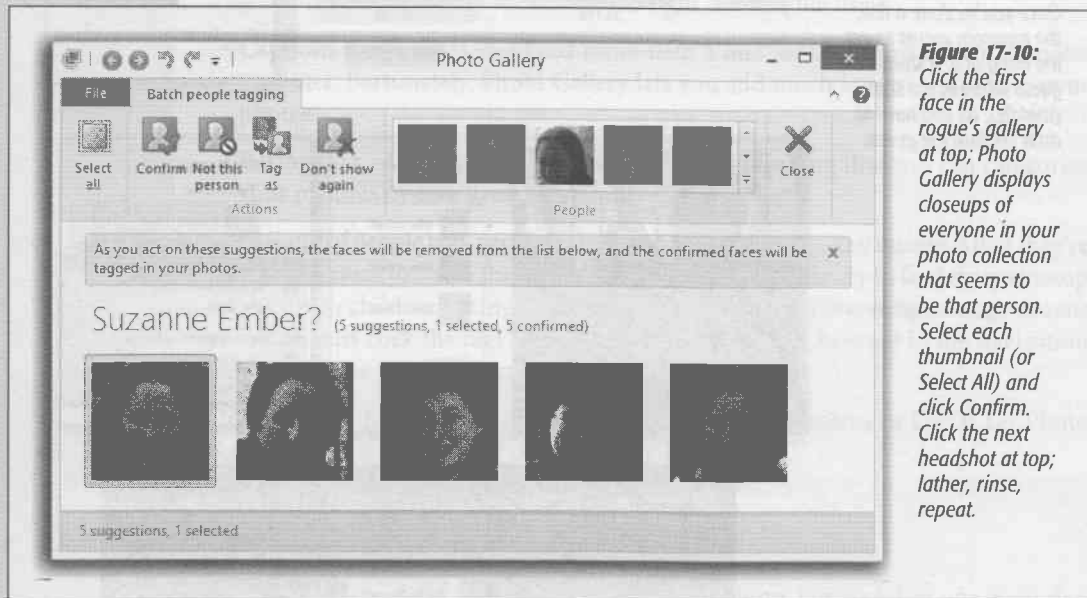 Photo Gallery
File Batch people tagging
Select all
Confirm
Not this person
Tag as
Don't show again
Actions
People
Close
As you act on these suggestions, the faces will be removed from the list below, and the confirmed faces will be
tagged in your photos.
Suzanne Ember? (5 suggestions, 1 selected, 5 confirmed)
5 suggestions, 1 selected
Figure 17-10:
Click the first
face in the
rogue's gallery
at top; Photo
Gallery displays
closeups of
everyone in your
photo collection
that seems to
be that person.
Select each
thumbnail (or
Select All) and
click Confirm.
Click the next
headshot at top;
lather, rinse,
repeat.